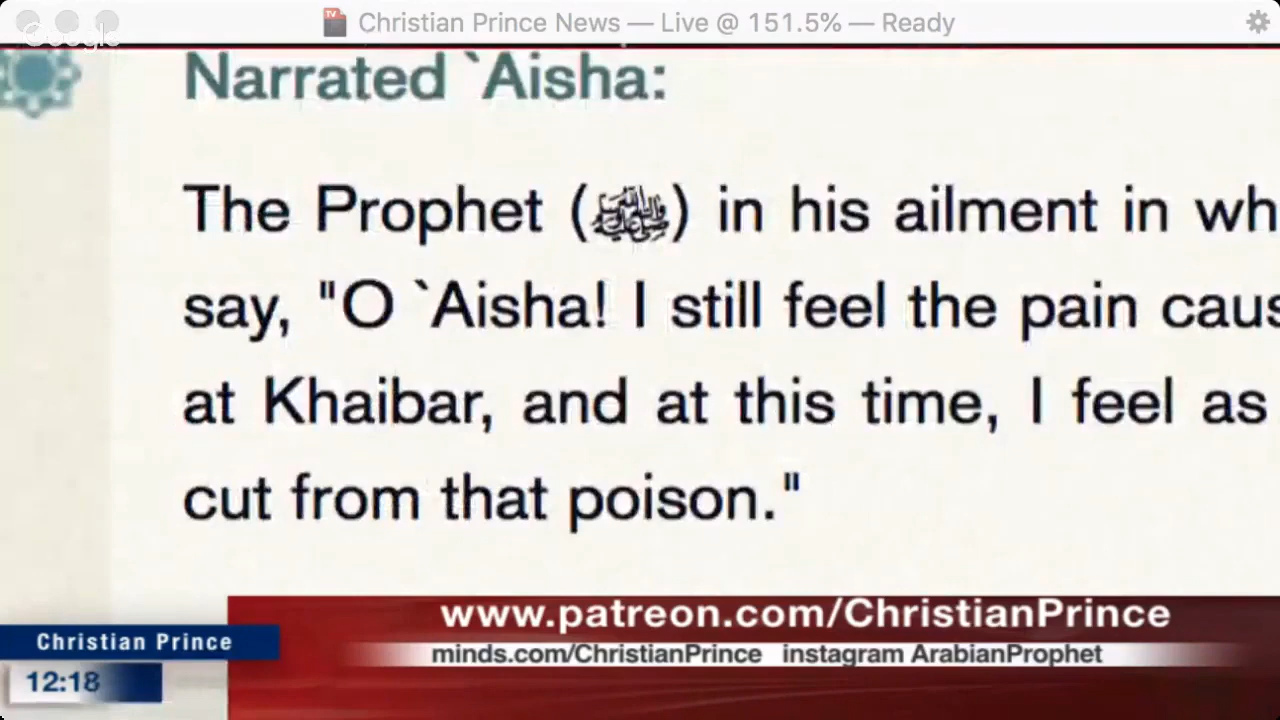 Christian Prince News — Live @ 151.5% — Ready
Google
Narrated `Aisha:
The Prophet (ﷺ) in his ailment in wh
say, "O `Aisha! I still feel the pain caus
at Khaibar, and at this time, I feel as
cut from that poison."
www.patreon.com/ChristianPrince
Christian Prince
minds.com/ChristianPrince instagram ArabianProphet
12:18